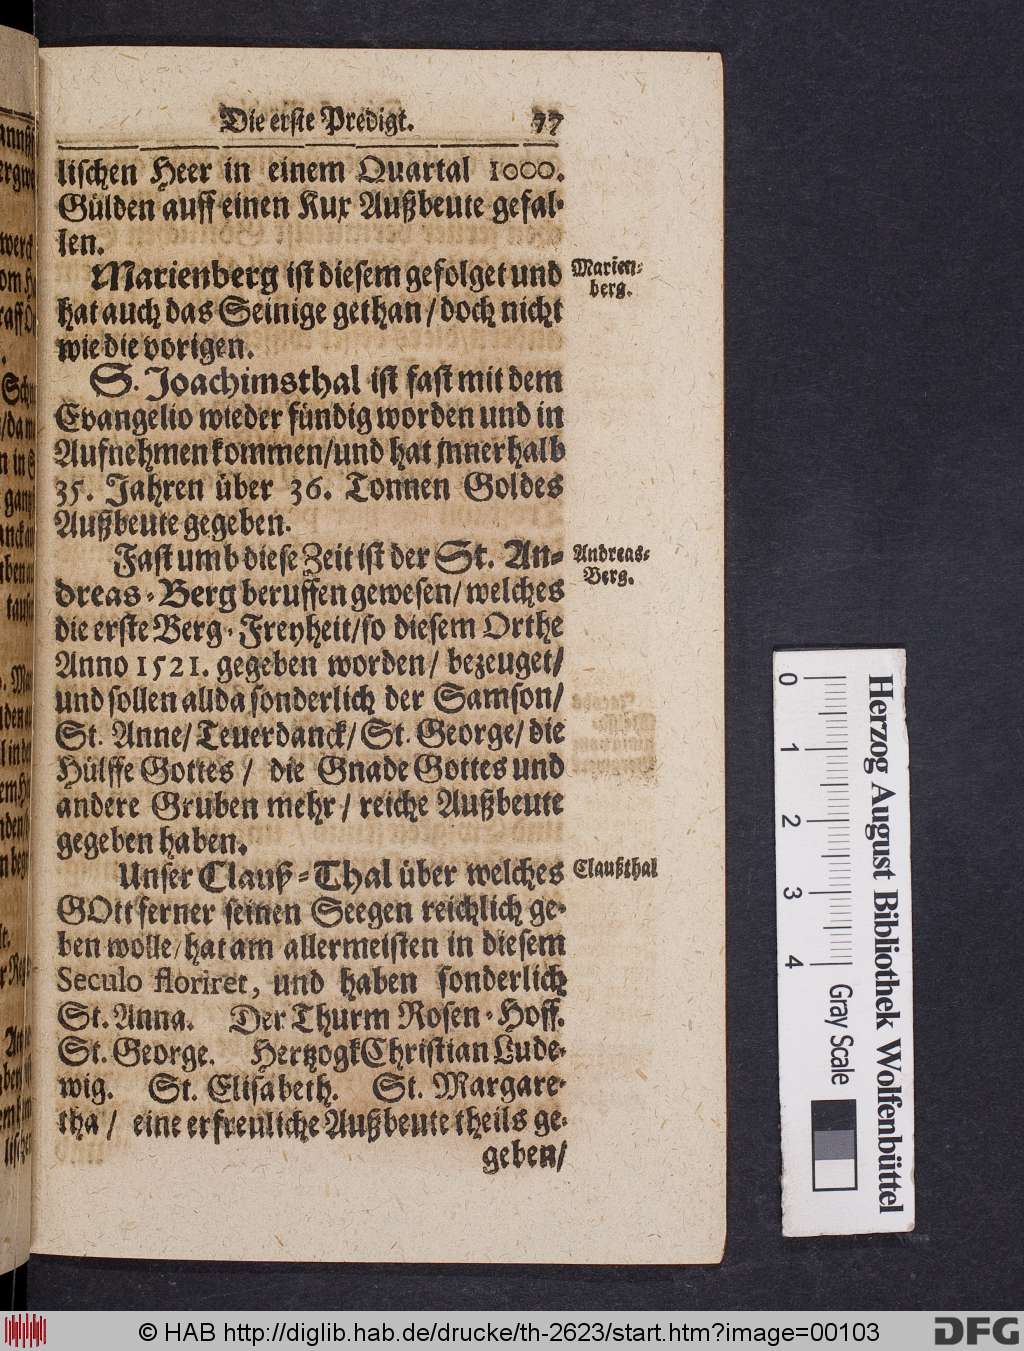 Die erste Predigt. 77
lischen Heer in einem Quartal 1000.
Gülden auff einen Kux Außbeute gefal-
len.
Marienberg ist diesem gefolget und
Marien-
berg.
hat auch das Seinige gethan / doch nicht
wie die vorigen.
S. Joachimsthal ist fast mit dem
Evangelio wieder fündig worden und in
Aufnehmen kommen/und hat innerhalb
35. Jahren über 36. Tonnen Goldes
Außbeute gegeben.
Fast umb diese Zeit ist der St. An-
Andreas-
Berg.
dreas-Berg beruffen gewesen/welches
die erste Berg-Freyheit/so diesem Orthe
Anno 1521. gegeben worden/ bezeuget/
und sollen allda sonderlich der Samson/
St. Anne/Teuerdanck/St. George/die
Hülffe Gottes / die Gnade Gottes und
andere Gruben mehr / reiche Außbeute
gegeben haben.
Unser Clauß-Thal über welches
Claußthal
GOtt ferner seinen Seegen reichlich ge-
ben wolle/hat am allermeisten in diesem
Seculo floriret, und haben sonderlich
St. Anna. Der Thurm Rosen-Hoff.
St. George. Hertzogk Christian Lude-
wig. St. Elisabeth. St. Margare-
tha / eine erfreuliche Außbeute theils ge-
geben/
0 1 2 3 4
Gray Scale
Herzog August Bibliothek Wolfenbüttel
© HAB http://diglib.hab.de/drucke/th-2623/start.htm?image=00103
DFG